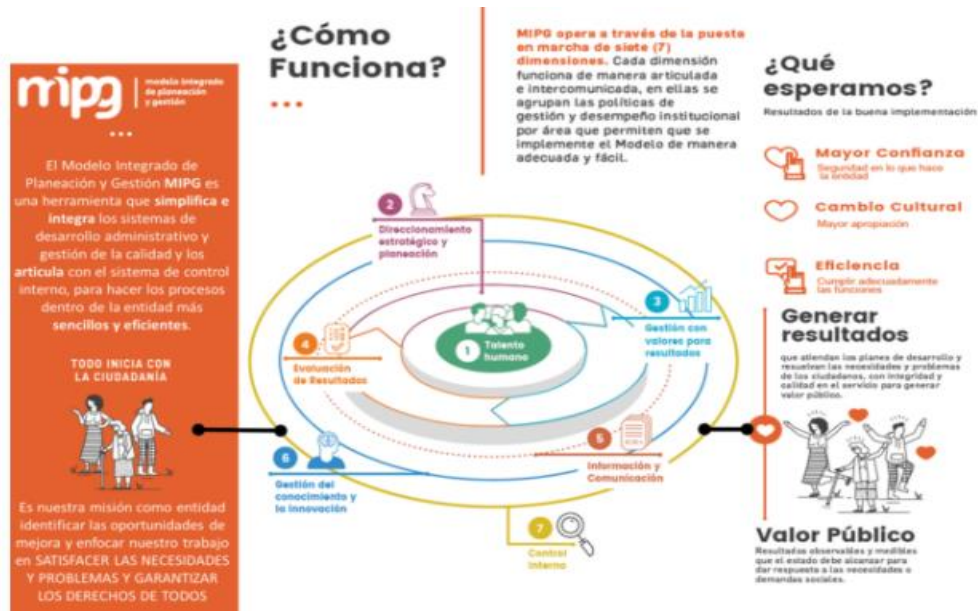 mipg
modelo integrado
de planeación
y gestión
El Modelo Integrado de
Planeación y Gestión MIPG es
una herramienta que simplifica e
integra los sistemas de
desarrollo administrativo y
gestión de la calidad y los
articula con el sistema de control
interno, para hacer los procesos
dentro de la entidad más
sencillos y eficientes.
TODO INICIA CON
LA CIUDADANÍA
Es nuestra misión como entidad
identificar las oportunidades de
mejora y enfocar nuestro trabajo
en SATISFACER LAS NECESIDADES
Y PROBLEMAS Y GARANTIZAR
LOS DERECHOS DE TODOS
¿Cómo
Funciona?
MIPG opera a través de la puesta
en marcha de siete (7)
dimensiones. Cada dimensión
funciona de manera articulada
e intercomunicada, en ellas se
agrupan las políticas de
gestión y desempeño institucional
por área que permiten que se
implemente el Modelo de manera
adecuada y fácil.
2
Direccionamiento
estratégico y
planeación
3
Gestión con
valores para
resultados
1
Talento
humano
4
Evaluación
de Resultados
5
Información y
Comunicación
6
Gestión del
conocimiento y
la innovación
7
Control
Interno
¿Qué
esperamos?
Resultados de la buena implementación
Mayor Confianza
Seguridad en lo que hace
la entidad
Cambio Cultural
Mayor apropiación
Eficiencia
Cumplir adecuadamente
las funciones
Generar
resultados
que atiendan los planes de desarrollo y
resuelvan las necesidades y problemas
de los ciudadanos, con integridad y
calidad en el servicio para generar
valor público.
Valor Público
Resultados observables y medibles
que el estado debe alcanzar para
dar respuesta a las necesidades o
demandas sociales.